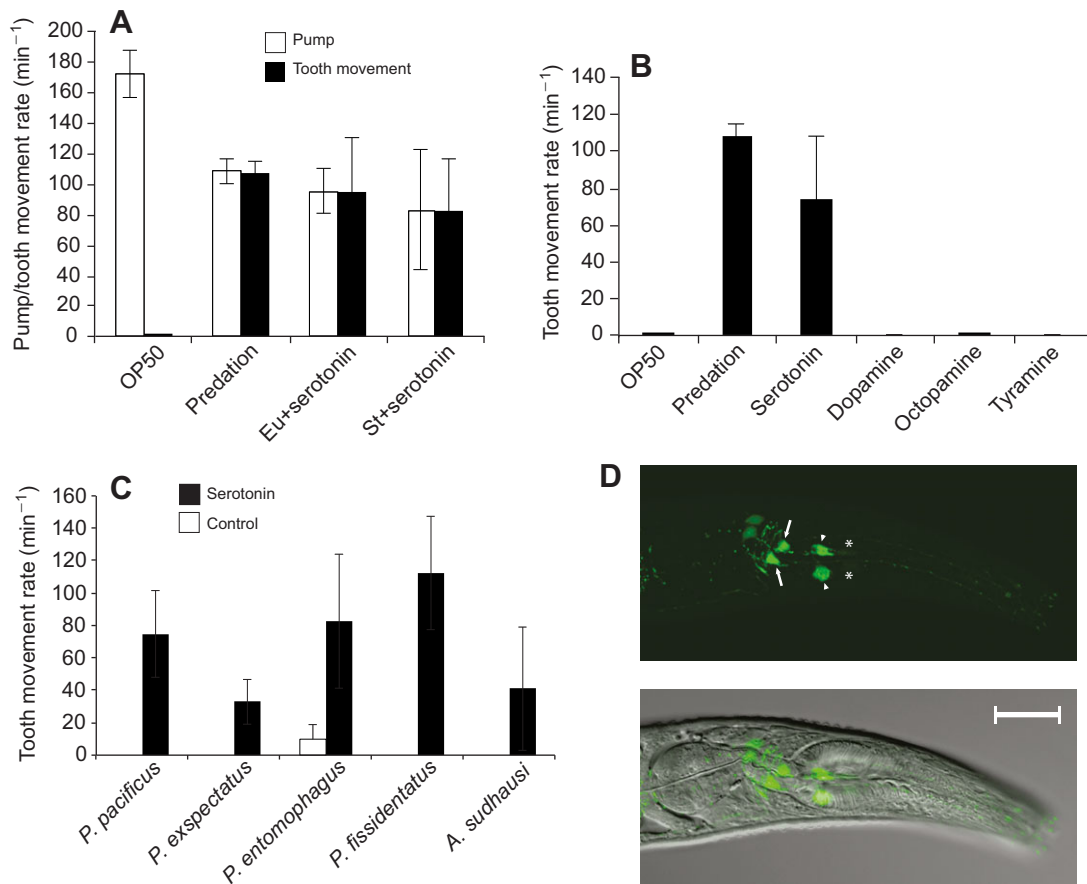 A
Pump/tooth movement rate (min⁻¹)
200
180
160
140
120
100
80
60
40
20
0
Pump
Tooth movement
OP50
Predation
Eu+serotonin
St+serotonin
B
Tooth movement rate (min⁻¹)
140
120
100
80
60
40
20
0
OP50
Predation
Serotonin
Dopamine
Octopamine
Tyramine
C
Tooth movement rate (min⁻¹)
160
140
120
100
80
60
40
20
0
Serotonin
Control
P. pacificus
P. exspectatus
P. entomophagus
P. fissidentatus
A. sudhausi
D
*
*